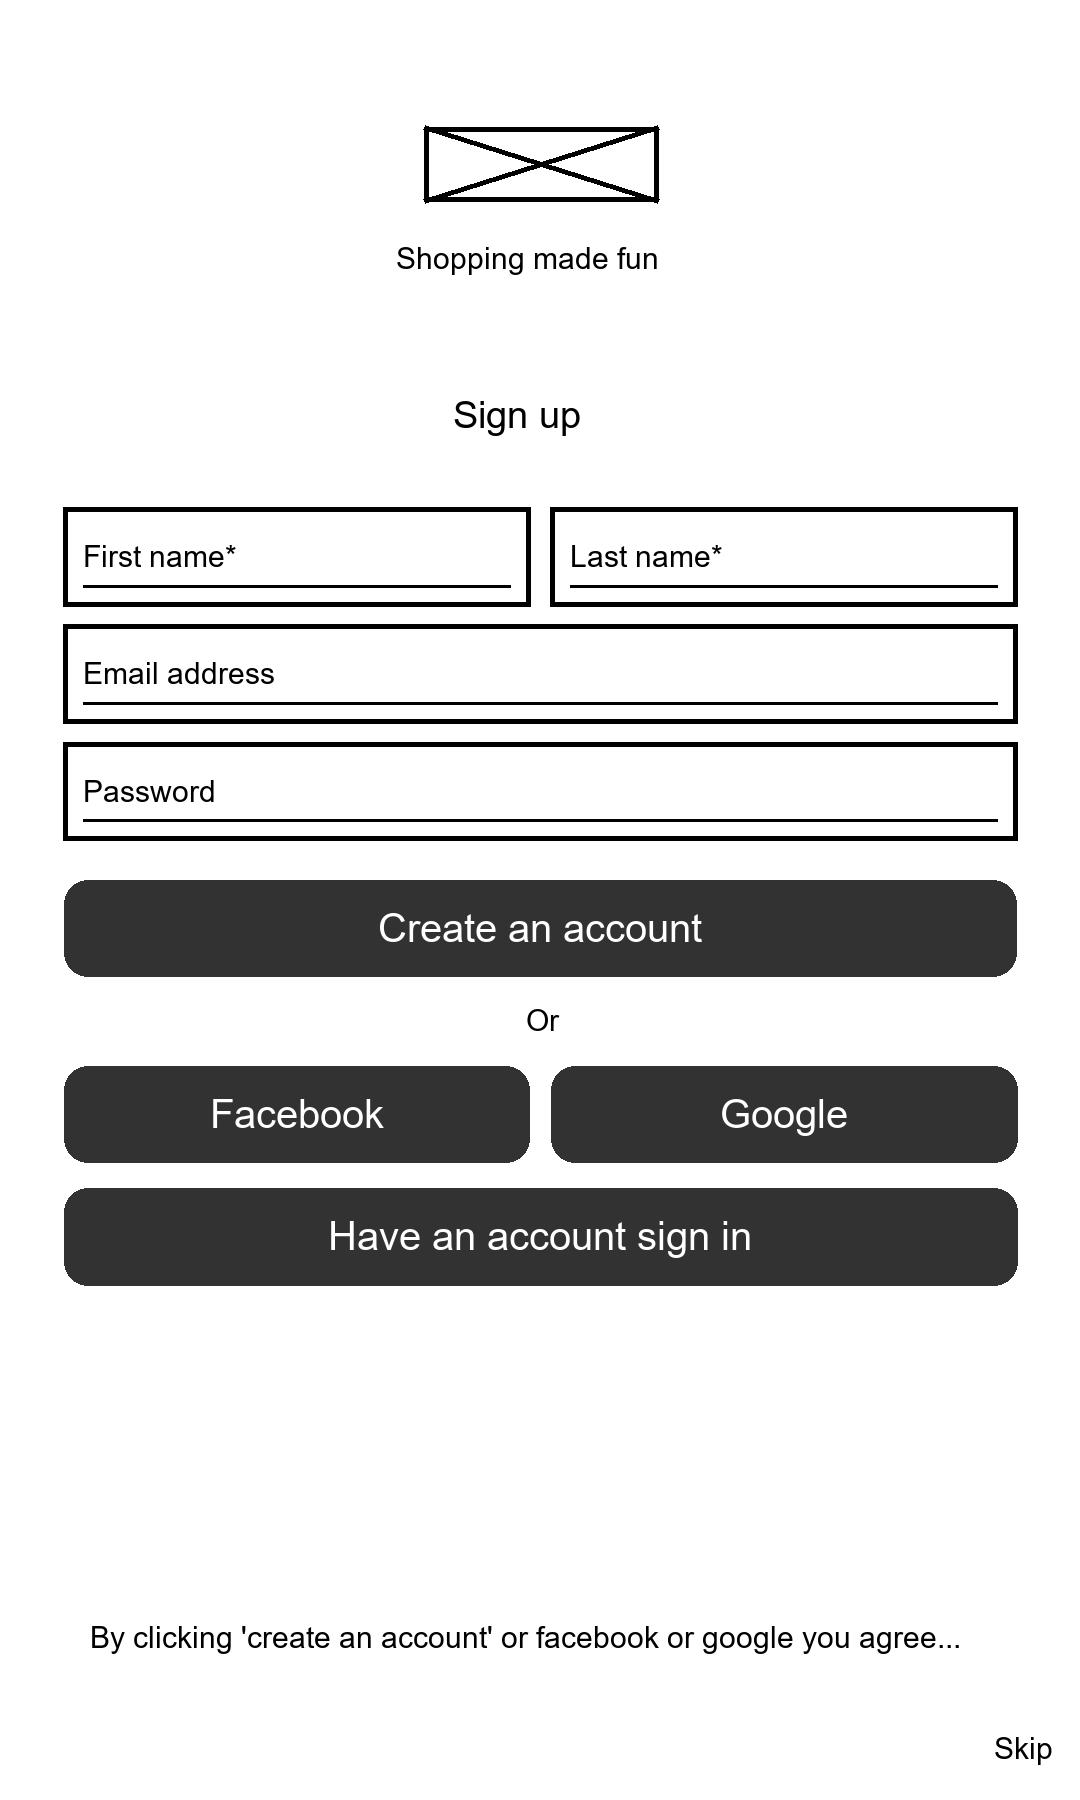 Shopping made fun
Sign up
First name* Last name*
Email address
Password
Create an account
Or
Facebook Google
Have an account sign in
By clicking 'create an account' or facebook or google you agree...
Skip